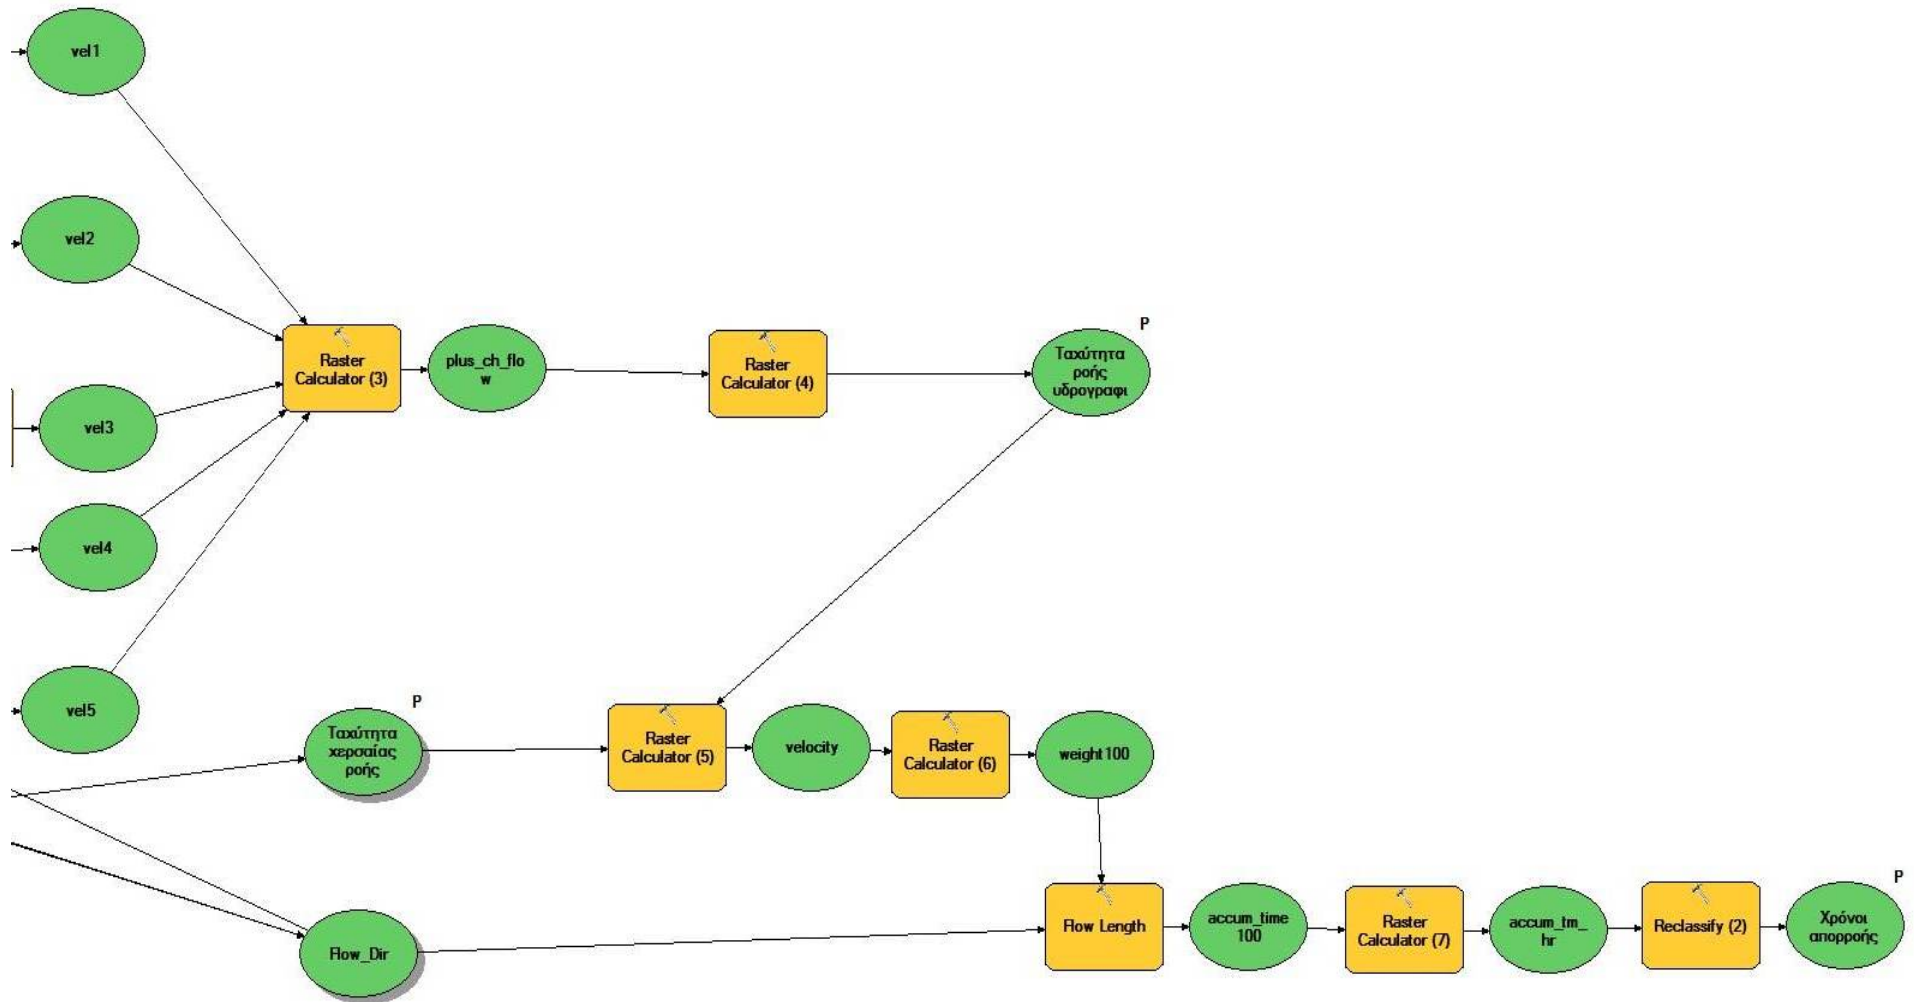 vel1
vel2
Raster
Calculator (3)
plus_ch_flo
w
Raster
Calculator (4)
P
Ταχύτητα
ροής
υδρογραφι
vel3
vel4
vel5
P
Ταχύτητα
χερσαίας
ροής
Raster
Calculator (5)
velocity
Raster
Calculator (6)
weight100
Flow_Dir
Flow Length
accum_time
100
Raster
Calculator (7)
accum_tm_
hr
Reclassify (2)
P
Χρόνοι
απορροής